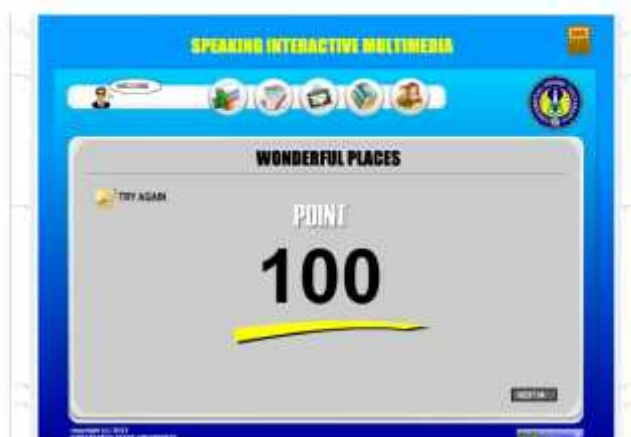 SPEAKING INTERACTIVE MULTIMEDIA
WONDERFUL PLACES
TRY AGAIN
POINT
100